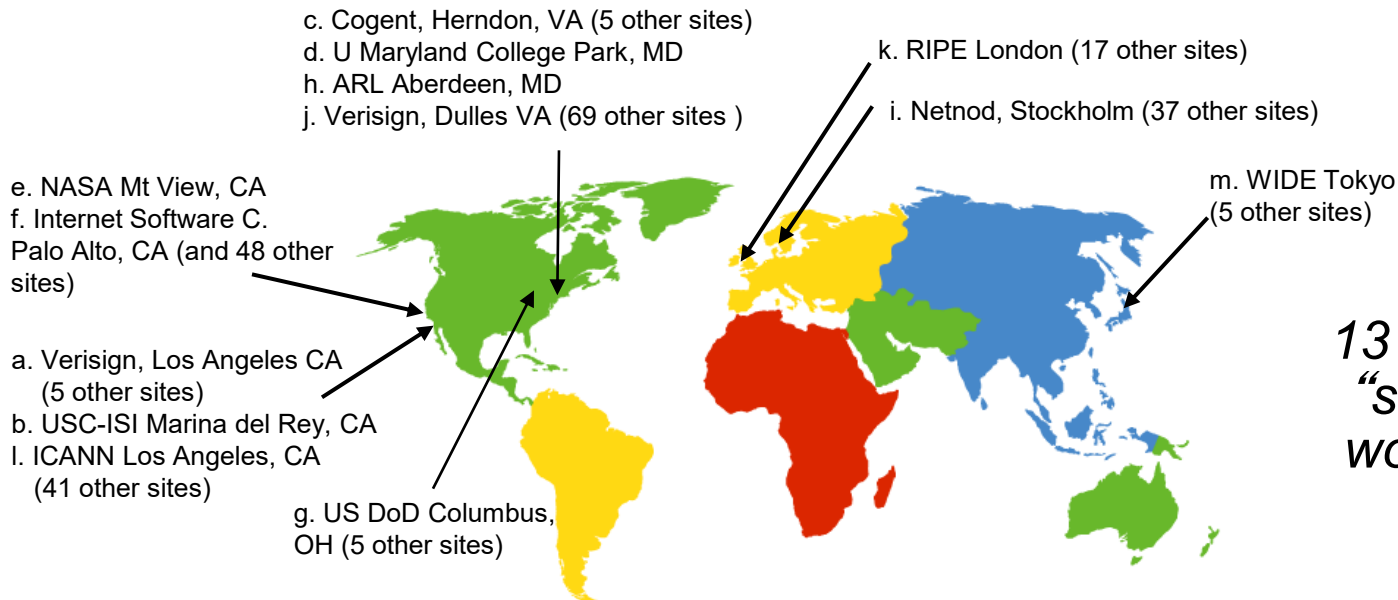 c. Cogent, Herndon, VA (5 other sites)
d. U Maryland College Park, MD
h. ARL Aberdeen, MD
j. Verisign, Dulles VA (69 other sites )
k. RIPE London (17 other sites)
i. Netnod, Stockholm (37 other sites)
m. WIDE Tokyo
(5 other sites)
e. NASA Mt View, CA
f. Internet Software C.
Palo Alto, CA (and 48 other
sites)
a. Verisign, Los Angeles CA
(5 other sites)
b. USC-ISI Marina del Rey, CA
l. ICANN Los Angeles, CA
(41 other sites)
g. US DoD Columbus,
OH (5 other sites)
13